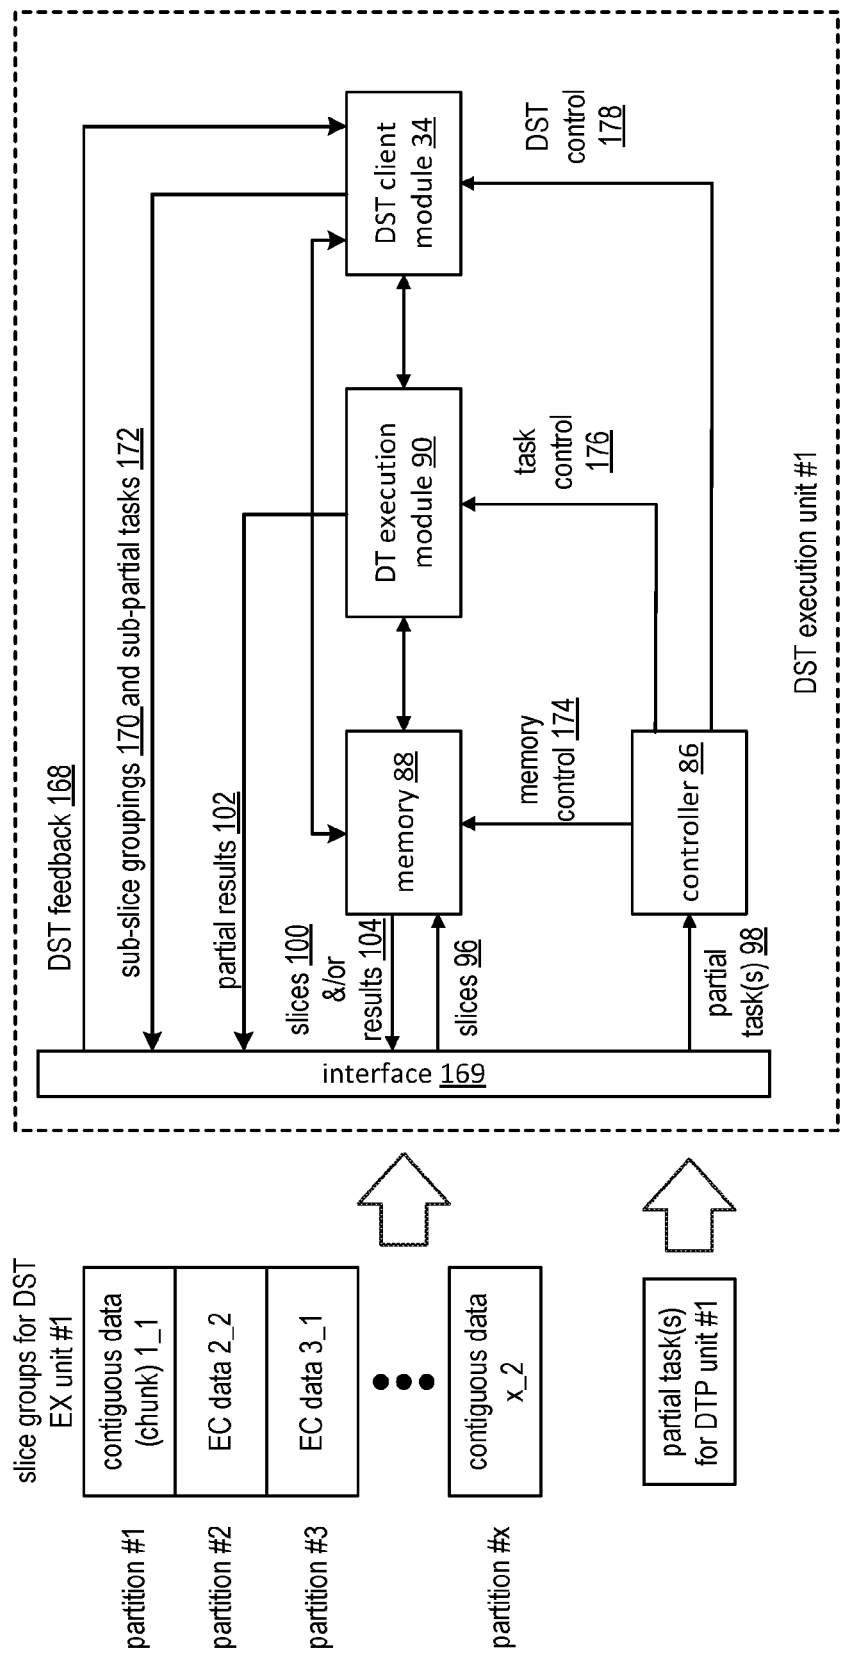 slice groups for DST
EX unit #1
partition #1
contiguous data
(chunk) 1_1
partition #2
EC data 2_2
partition #3
EC data 3_1
partition #x
contiguous data
x_2
partial task(s)
for DTP unit #1
interface 169
DST feedback 168
sub-slice groupings 170 and sub-partial tasks 172
partial results 102
slices 100
&/or
results 104
slices 96
partial
task(s) 98
memory 88
DT execution
module 90
DST client
module 34
memory
control 174
task
control
176
DST
control
178
controller 86
DST execution unit #1